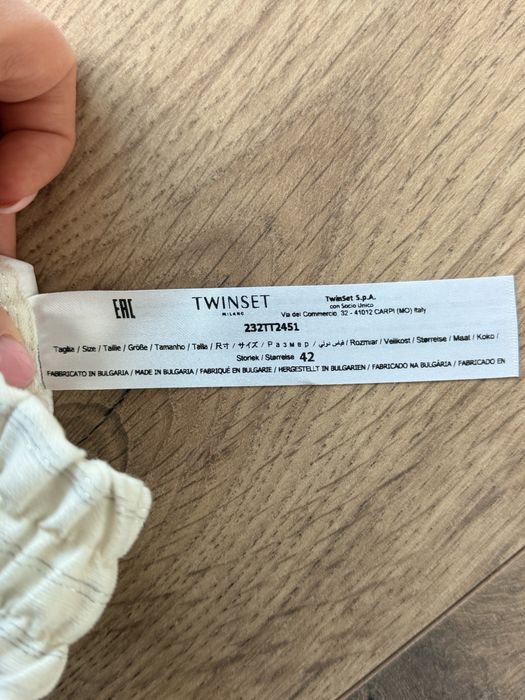 EAC
TWINSET
MILANO
TwinSet S.p.A.
con Socio Unico
Via del Commercio, 32 - 41012 CARPI (MO) Italy
232TT2451
Taglia / Size / Taille / Größe / Tamanho / Talla / 尺寸 / サイズ / Размер / قياس دولي / Rozmiar / Velikost / Størrelse / Maat / Koko /
Storlek / Størrelse 42
FABBRICATO IN BULGARIA / MADE IN BULGARIA / FABRIQUÉ EN BULGARIE / HERGESTELLT IN BULGARIEN / FABRICADO NA BULGÁRIA / FABRICADO EN